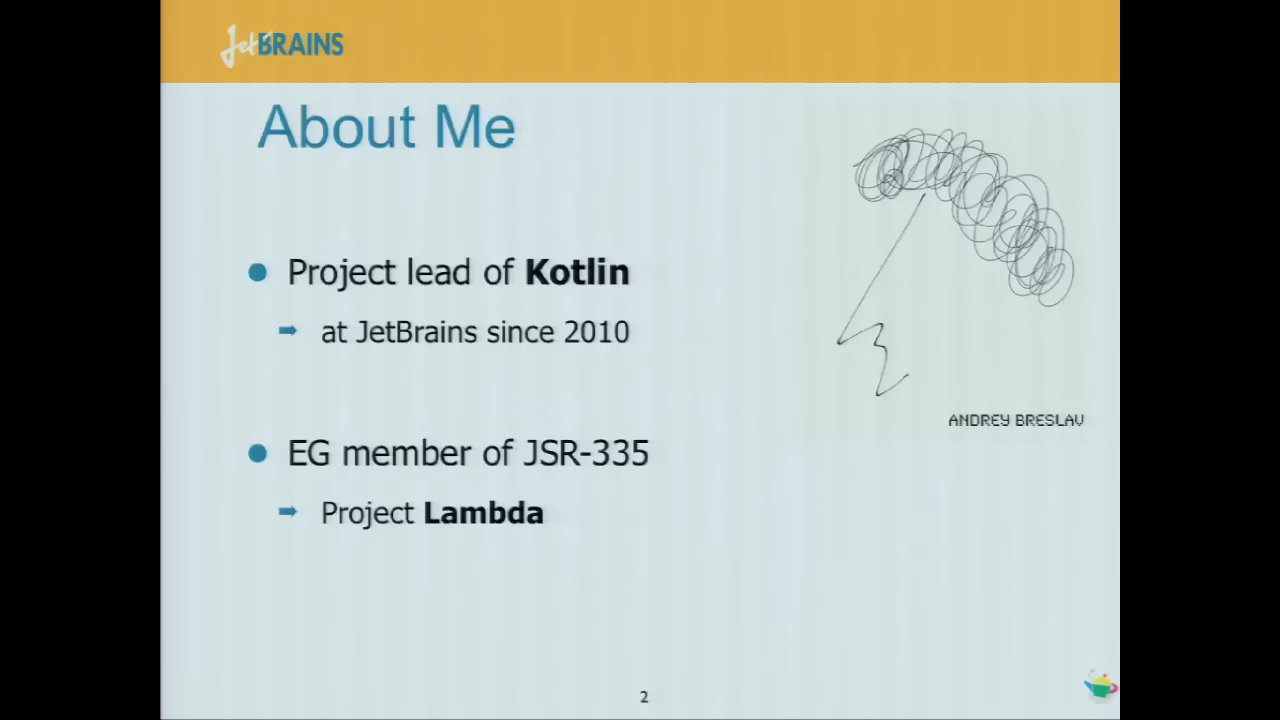 JetBRAINS
About Me
Project lead of Kotlin
at JetBrains since 2010
ANDREY BRESLAV
EG member of JSR-335
Project Lambda
2